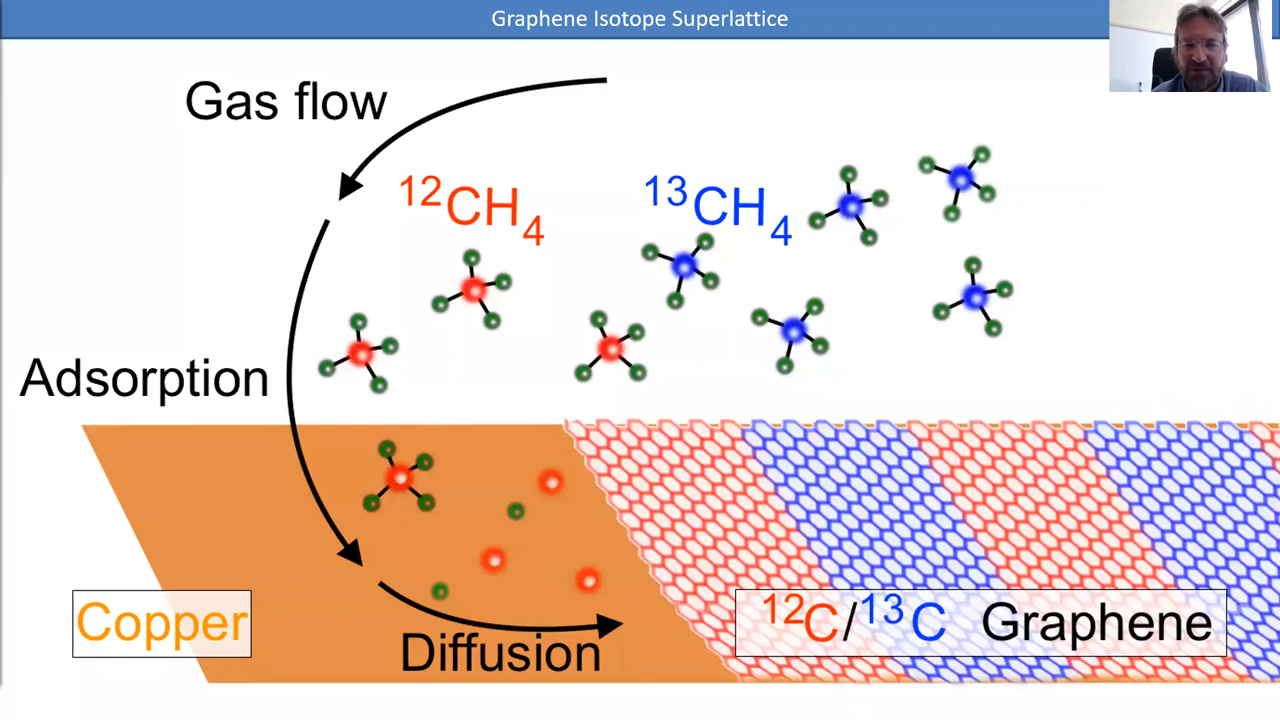 Graphene Isotope Superlattice
Gas flow
¹²CH₄ ¹³CH₄
Adsorption
Copper
¹²C/¹³C Graphene
Diffusion